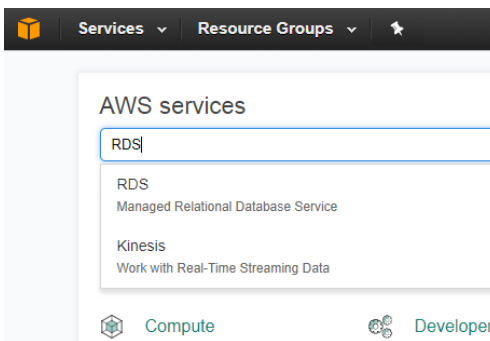 Services Resource Groups
AWS services
RDS
RDS
Managed Relational Database Service
Kinesis
Work with Real-Time Streaming Data
Compute Developer